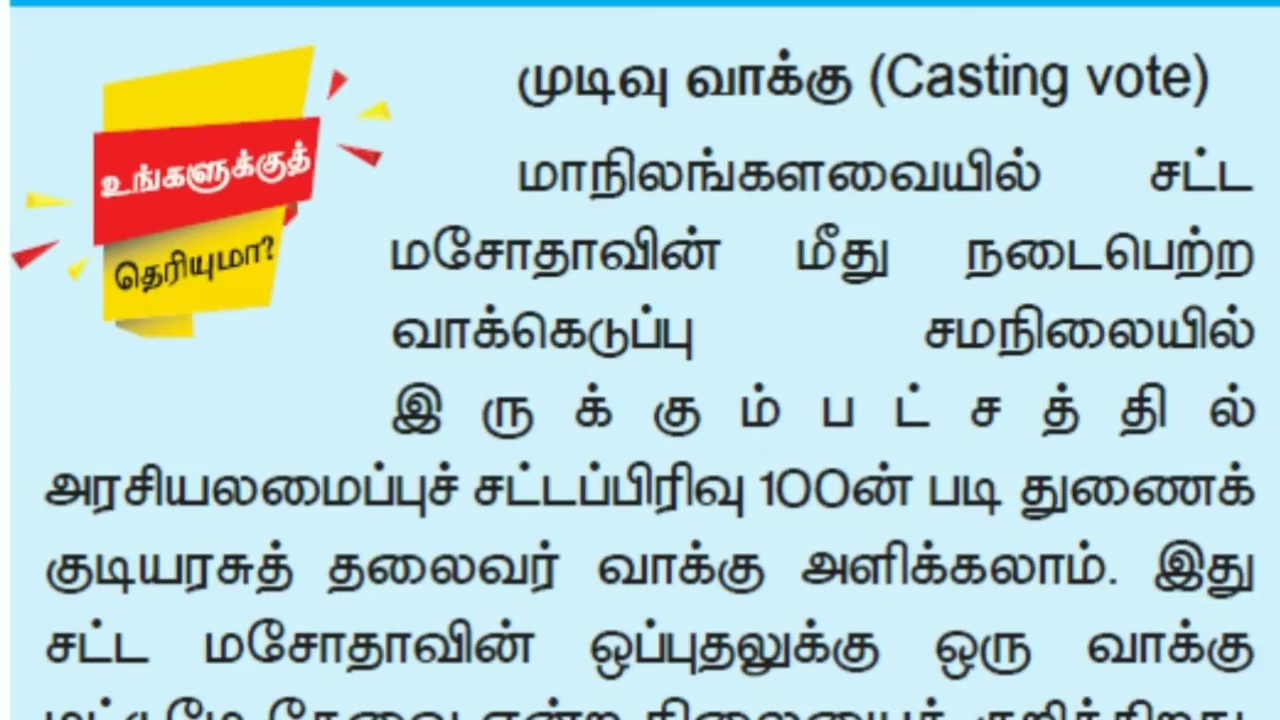 உங்களுக்குத்
தெரியுமா?
முடிவு வாக்கு (Casting vote)
மாநிலங்களவையில் சட்ட
மசோதாவின் மீது நடைபெற்ற
வாக்கெடுப்பு சமநிலையில்
இருக்கும்பட்சத்தில்
அரசியலமைப்புச் சட்டப்பிரிவு 100ன் படி துணைக்
குடியரசுத் தலைவர் வாக்கு அளிக்கலாம். இது
சட்ட மசோதாவின் ஒப்புதலுக்கு ஒரு வாக்கு